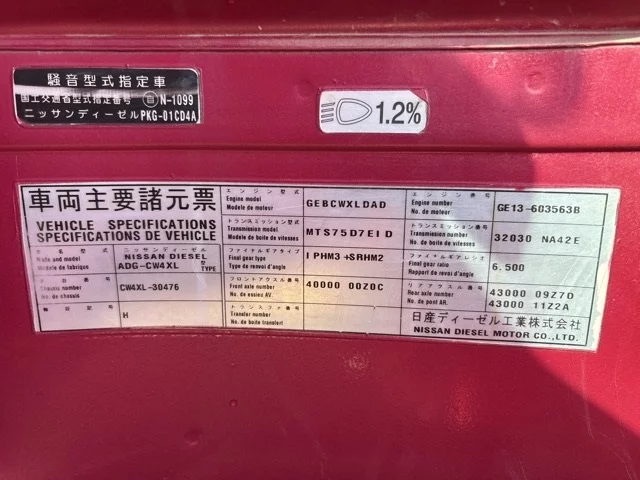 騒音型式指定車
国土交通省型式指定番号 自 N-1099
ニッサンディーゼル PKG-01CD4A
1.2%
車両主要諸元票
VEHICLE SPECIFICATIONS
SPECIFICATIONS DE VEHICLE
型式 ニッサンディーゼル
NISSAN DIESEL
Model
Modèle de fabrique
ADG-CW4XL 型 TYPE
Chassis number
No. de chassis
CW4XL-30476
H
エンジン型式
Engine model
Modèle de moteur
GEBCWXLDAD
トランスミッション型式
Transmission model
Modèle de boite de vitesses
MTS75D7EID
ファイナルギアタイプ
Final gear type
Type de renvoi d'angle
I PHM3 +SRHM2
フロントアクスル番号
Front axle number
No. de essieu AV.
40000 00Z0C
トランスファ番号
Transfer number
No. de boite transfert
エンジン番号
Engine number
No. de moteur
GE13-603563B
トランスミッション番号
Transmission number
No. de boite de vitesses
32030 NA42E
ファイナルギアレシオ
Final gear ratio
Rapport de renvoi d'angle
6.500
リアアクスル番号
Rear axle number
No. de pont AR.
43000 09Z7D
43000 11Z2A
日産ディーゼル工業株式会社
NISSAN DIESEL MOTOR CO.,LTD.